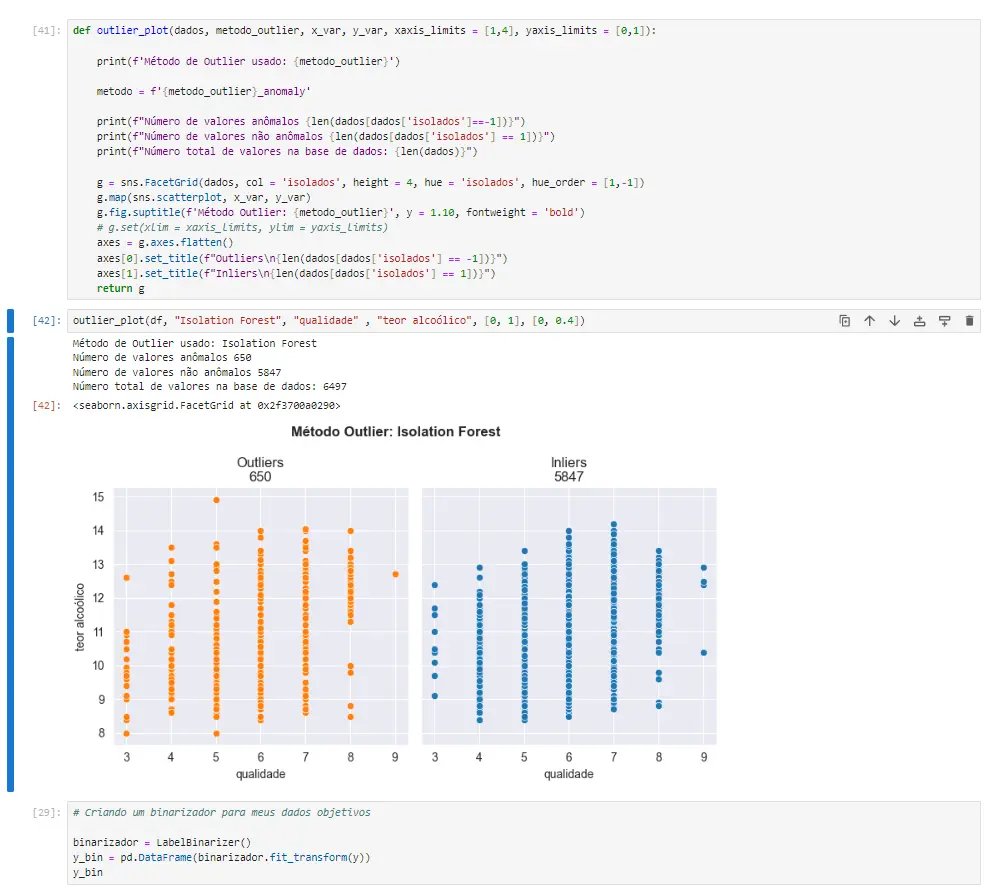 [41]: def outlier_plot(dados, metodo_outlier, x_var, y_var, xaxis_limits = [1,4], yaxis_limits = [0,1]):
print(f'Método de Outlier usado: {metodo_outlier}')
metodo = f'{metodo_outlier}_anomaly'
print(f"Número de valores anômalos {len(dados[dados['isolados']==-1])}")
print(f"Número de valores não anômalos {len(dados[dados['isolados'] == 1])}")
print(f"Número total de valores na base de dados: {len(dados)}")
g = sns.FacetGrid(dados, col = 'isolados', height = 4, hue = 'isolados', hue_order = [1,-1])
g.map(sns.scatterplot, x_var, y_var)
g.fig.suptitle(f'Método Outlier: {metodo_outlier}', y = 1.10, fontweight = 'bold')
# g.set(xlim = xaxis_limits, ylim = yaxis_limits)
axes = g.axes.flatten()
axes[0].set_title(f"Outliers\n{len(dados[dados['isolados'] == -1])}")
axes[1].set_title(f"Inliers\n{len(dados[dados['isolados'] == 1])}")
return g
[42]: outlier_plot(df, "Isolation Forest", "qualidade" , "teor alcoólico", [0, 1], [0, 0.4])
Método de Outlier usado: Isolation Forest
Número de valores anômalos 650
Número de valores não anômalos 5847
Número total de valores na base de dados: 6497
[42]: <seaborn.axisgrid.FacetGrid at 0x2f3700a0290>
Método Outlier: Isolation Forest
Outliers
650
Inliers
5847
15
14
13
12
11
10
9
8
teor alcoólico
3 4 5 6 7 8 9
qualidade
3 4 5 6 7 8 9
qualidade
[29]: # Criando um binarizador para meus dados objetivos
binarizador = LabelBinarizer()
y_bin = pd.DataFrame(binarizador.fit_transform(y))
y_bin